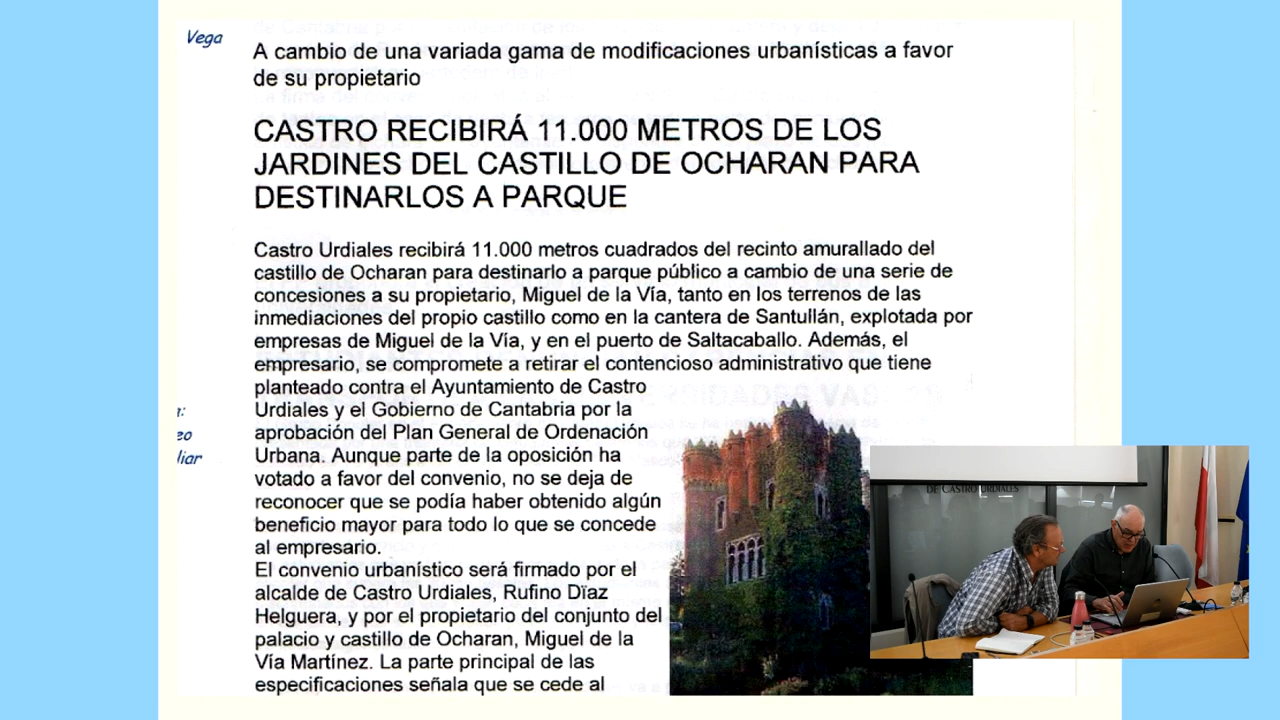 Vega
A cambio de una variada gama de modificaciones urbanísticas a favor
de su propietario
CASTRO RECIBIRÁ 11.000 METROS DE LOS
JARDINES DEL CASTILLO DE OCHARAN PARA
DESTINARLOS A PARQUE
Castro Urdiales recibirá 11.000 metros cuadrados del recinto amurallado del
castillo de Ocharan para destinarlo a parque público a cambio de una serie de
concesiones a su propietario, Miguel de la Vía, tanto en los terrenos de las
inmediaciones del propio castillo como en la cantera de Santullán, explotada por
empresas de Miguel de la Vía, y en el puerto de Saltacaballo. Además, el
empresario, se compromete a retirar el contencioso administrativo que tiene
planteado contra el Ayuntamiento de Castro
Urdiales y el Gobierno de Cantabria por la
aprobación del Plan General de Ordenación
Urbana. Aunque parte de la oposición ha
votado a favor del convenio, no se deja de
reconocer que se podía haber obtenido algún
beneficio mayor para todo lo que se concede
al empresario.
El convenio urbanístico será firmado por el
alcalde de Castro Urdiales, Rufino Dïaz
Helguera, y por el propietario del conjunto del
palacio y castillo de Ocharan, Miguel de la
Vía Martínez. La parte principal de las
especificaciones señala que se cede al
eo
liar
DE CASTRO URDIALES